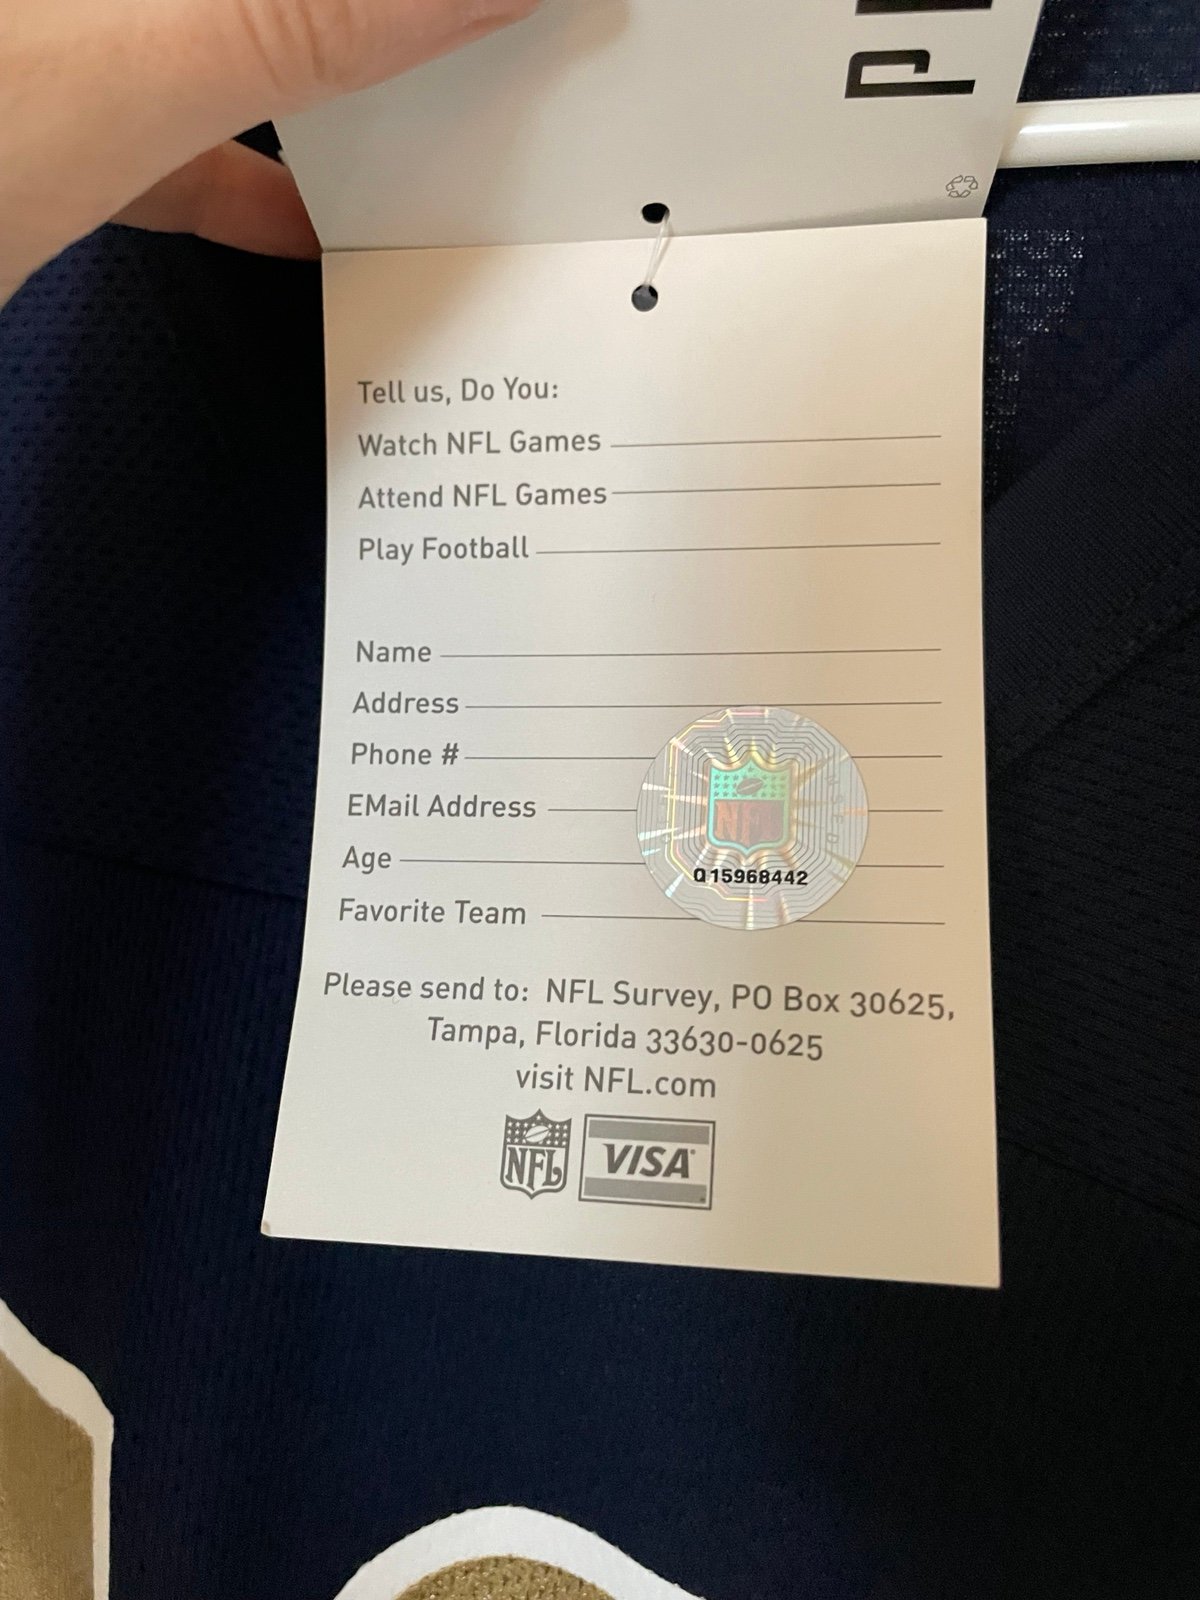 Tell us, Do You:
Watch NFL Games
Attend NFL Games
Play Football
Name
Address
Phone #
EMail Address
Age
Favorite Team
NFL
Q15968442
Please send to: NFL Survey, PO Box 30625,
Tampa, Florida 33630-0625
visit NFL.com
NFL VISA